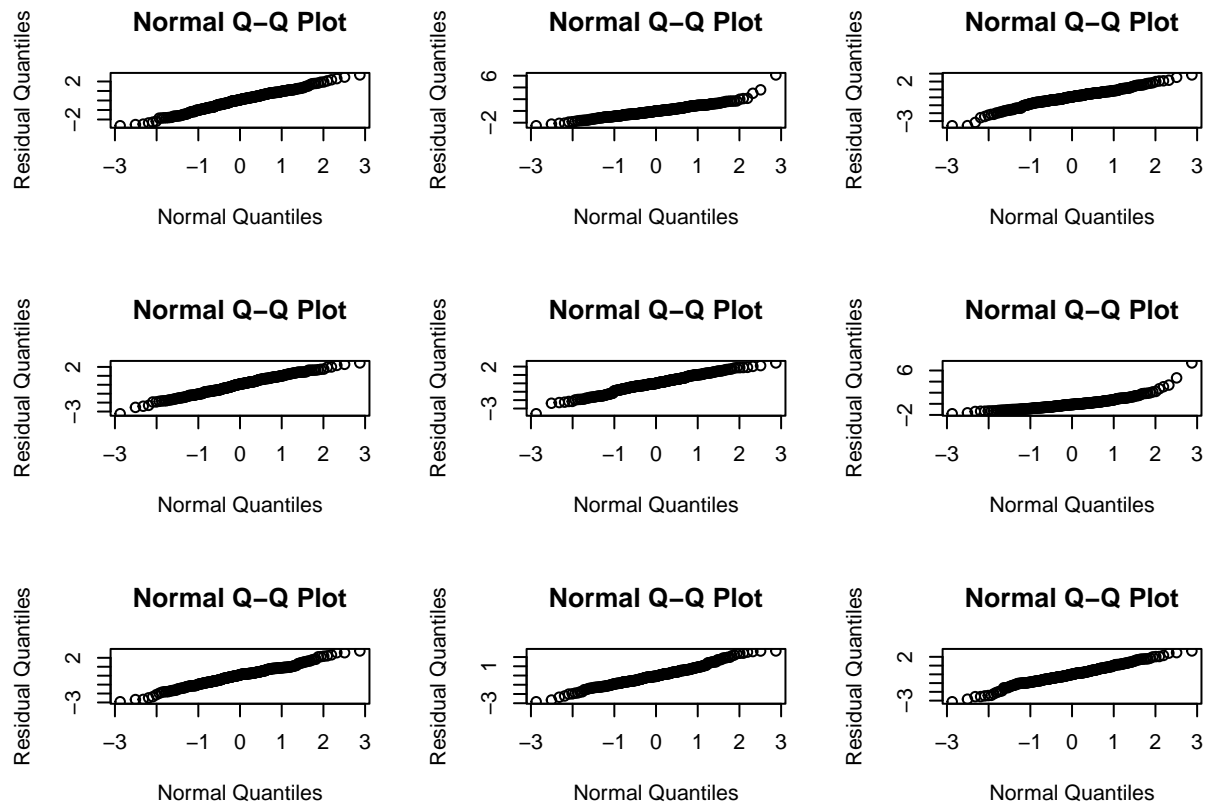 Normal Q−Q Plot
Residual Quantiles
2
−2
−3 −1 0 1 2 3
Normal Quantiles
Normal Q−Q Plot
Residual Quantiles
6
−2
−3 −1 0 1 2 3
Normal Quantiles
Normal Q−Q Plot
Residual Quantiles
2
−3
−3 −1 0 1 2 3
Normal Quantiles
Normal Q−Q Plot
Residual Quantiles
2
−3
−3 −1 0 1 2 3
Normal Quantiles
Normal Q−Q Plot
Residual Quantiles
2
−3
−3 −1 0 1 2 3
Normal Quantiles
Normal Q−Q Plot
Residual Quantiles
6
−2
−3 −1 0 1 2 3
Normal Quantiles
Normal Q−Q Plot
Residual Quantiles
2
−3
−3 −1 0 1 2 3
Normal Quantiles
Normal Q−Q Plot
Residual Quantiles
1
−3
−3 −1 0 1 2 3
Normal Quantiles
Normal Q−Q Plot
Residual Quantiles
2
−3
−3 −1 0 1 2 3
Normal Quantiles